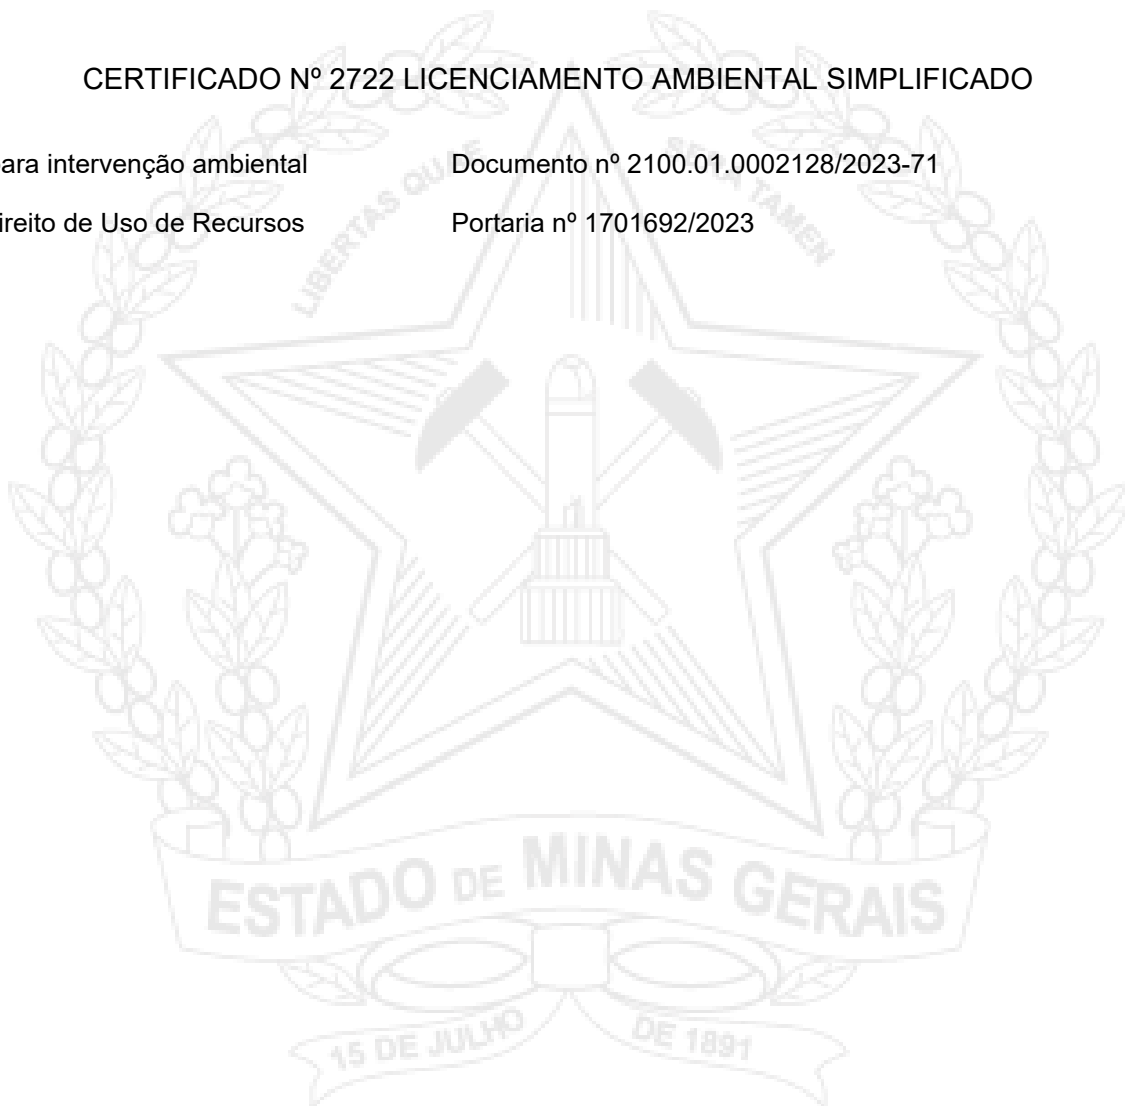 CERTIFICADO Nº 2722 LICENCIAMENTO AMBIENTAL SIMPLIFICADO
para intervenção ambiental Documento nº 2100.01.0002128/2023-71
ireito de Uso de Recursos Portaria nº 1701692/2023
LIBERTAS QUÆ SERA TAMEN
ESTADO DE MINAS GERAIS
15 DE JULHO DE 1891